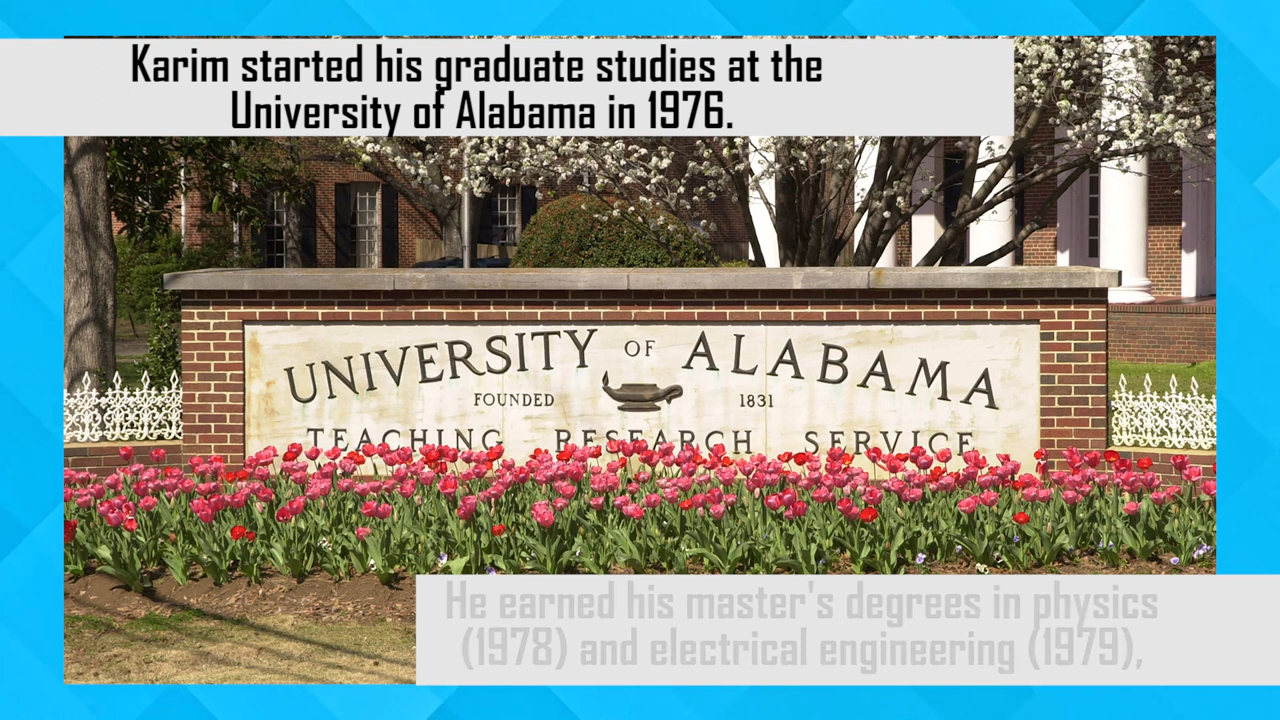 Karim started his graduate studies at the
University of Alabama in 1976.
UNIVERSITY OF ALABAMA
FOUNDED 1831
TEACHING RESEARCH SERVICE
He earned his master's degrees in physics
(1978) and electrical engineering (1979),